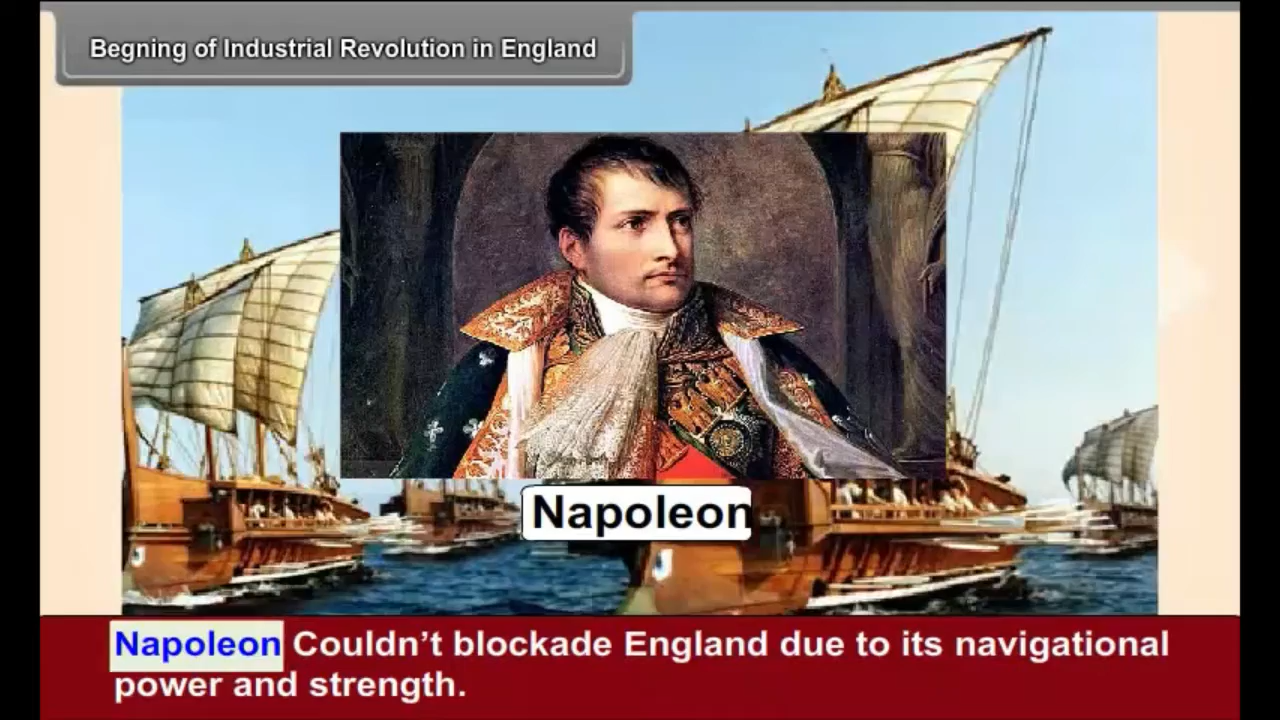 Begning of Industrial Revolution in England
Napoleon
Napoleon Couldn’t blockade England due to its navigational
power and strength.